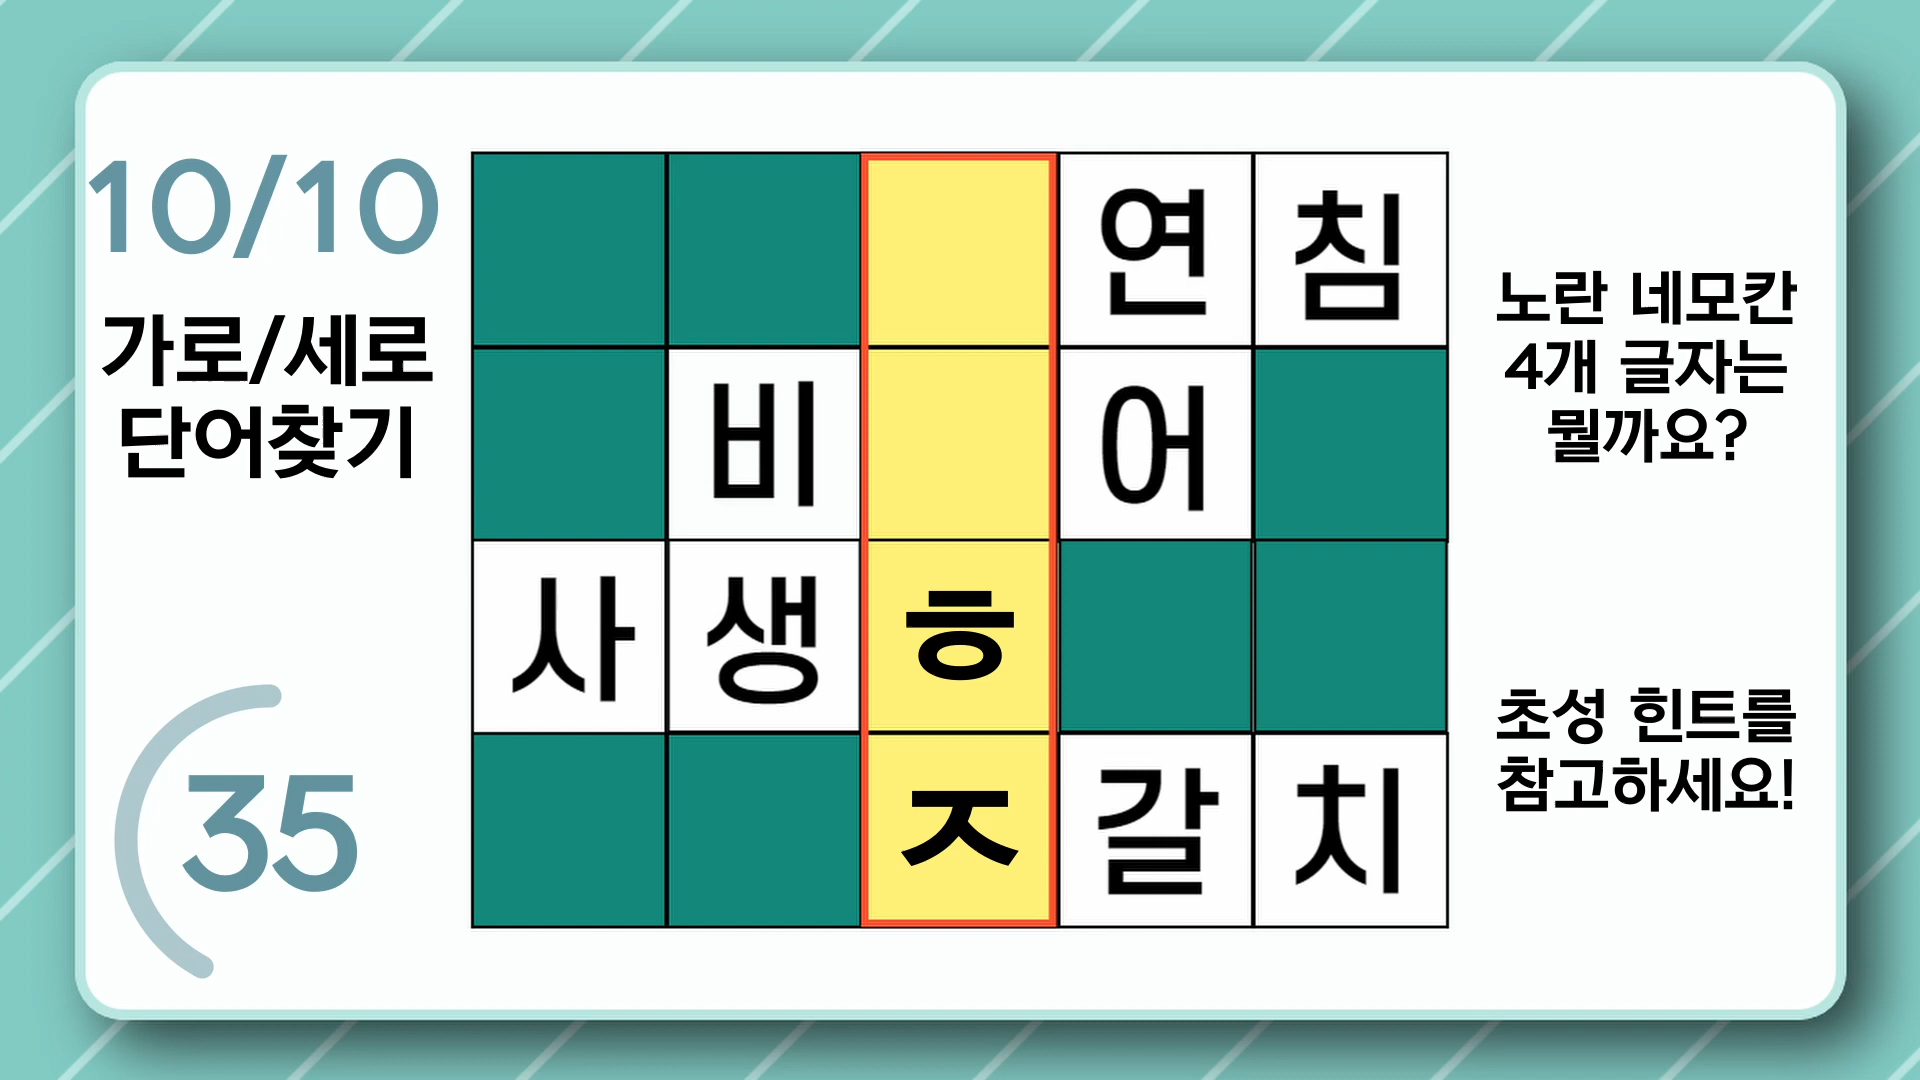 10/10
가로/세로
단어찾기
35
연 침
비 어
사 생 ㅎ
ㅈ 갈 치
노란 네모칸
4개 글자는
뭘까요?
초성 힌트를
참고하세요!